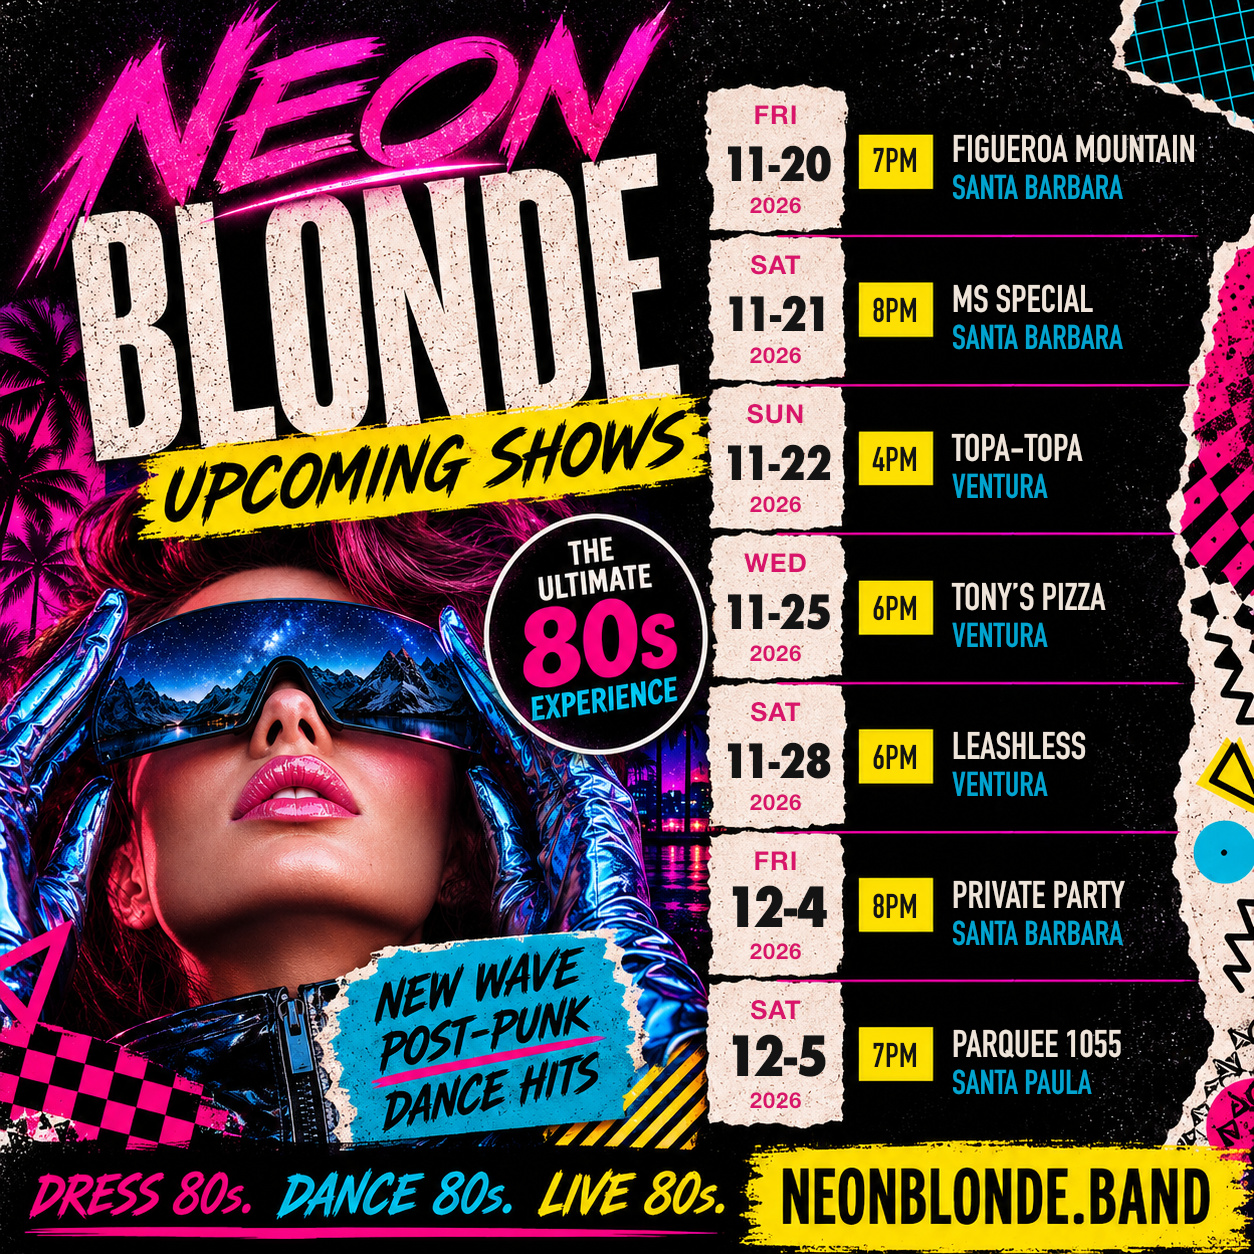 NEON
BLONDE
UPCOMING SHOWS
THE
ULTIMATE
80s
EXPERIENCE
NEW WAVE
POST-PUNK
DANCE HITS
FRI
11-20
2026
7PM
FIGUEROA MOUNTAIN
SANTA BARBARA
SAT
11-21
2026
8PM
MS SPECIAL
SANTA BARBARA
SUN
11-22
2026
4PM
TOPA-TOPA
VENTURA
WED
11-25
2026
6PM
TONY'S PIZZA
VENTURA
SAT
11-28
2026
6PM
LEASHLESS
VENTURA
FRI
12-4
2026
8PM
PRIVATE PARTY
SANTA BARBARA
SAT
12-5
2026
7PM
PARQUEE 1055
SANTA PAULA
DRESS 80s. DANCE 80s. LIVE 80s.
NEONBLONDE.BAND